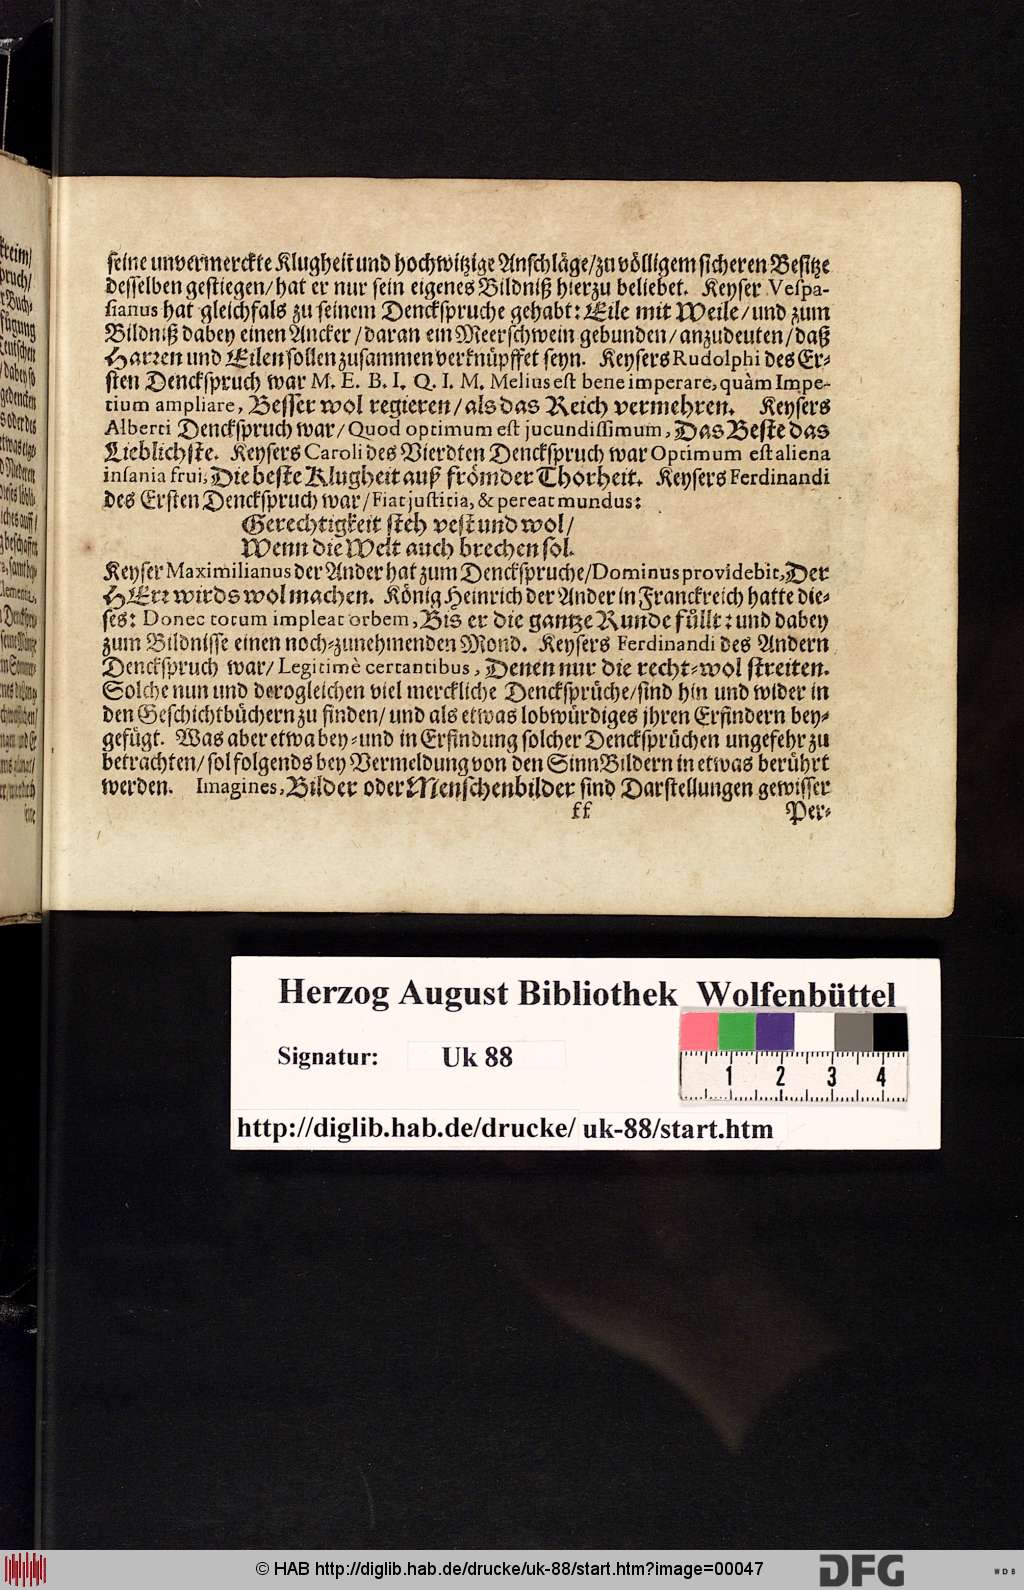 seine unvermerckte Klugheit und hochwitzige Anschläge/zu völligem sicheren Besitze
desselben gestiegen/ hat er nur sein eigenes Bildniß hierzu beliebet. Keyser Vespa-
sianus hat gleichfals zu seinem Denckspruche gehabt: Eile mit Weile/ und zum
Bildniß dabey einen Ancker/ daran ein Meerschwein gebunden/ anzudeuten/ daß
Harren und Eilen sollen zusammen verknüpffet seyn. Keysers Rudolphi des Er-
sten Denckspruch war M. E. B. I. Q. I. M. Melius est bene imperare, quàm Impe-
rium ampliare, Besser wol regieren/ als das Reich vermehren. Keysers
Alberti Denckspruch war/ Quod optimum est jucundissimum, Das Beste das
Lieblichste. Keysers Caroli des Vierdten Denckspruch war Optimum est aliena
insania frui, Die beste Klugheit auß frömder Thorheit. Keysers Ferdinandi
des Ersten Denckspruch war/ Fiat justitia, & pereat mundus:
Gerechtigkeit steh vest und wol/
Wenn die Welt auch brechen sol.
Keyser Maximilianus der Ander hat zum Denckspruche/ Dominus providebit, Der
HErr wirds wol machen. König Heinrich der Ander in Franckreich hatte die-
ses: Donec totum impleat orbem, Bis er die gantze Runde füllt: und dabey
zum Bildnisse einen noch-zunehmenden Mond. Keysers Ferdinandi des Andern
Denckspruch war/ Legitimè certantibus, Denen nur die recht-wol streiten.
Solche nun und derogleichen viel merckliche Dencksprüche/ sind hin und wider in
den Geschichtbüchern zu finden/ und als etwas lobwürdiges jhren Erfindern bey-
gefügt. Was aber etwa bey-und in Erfindung solcher Dencksprüchen ungefehr zu
betrachten/ sol folgends bey Vermeldung von den SinnBildern in etwas berührt
werden. Imagines, Bilder oder Menschenbilder sind Darstellungen gewisser
ff Per-
Herzog August Bibliothek Wolfenbüttel
Signatur: Uk 88
1 2 3 4
http://diglib.hab.de/drucke/ uk-88/start.htm
© HAB http://diglib.hab.de/drucke/uk-88/start.htm?image=00047
DFG
WDB